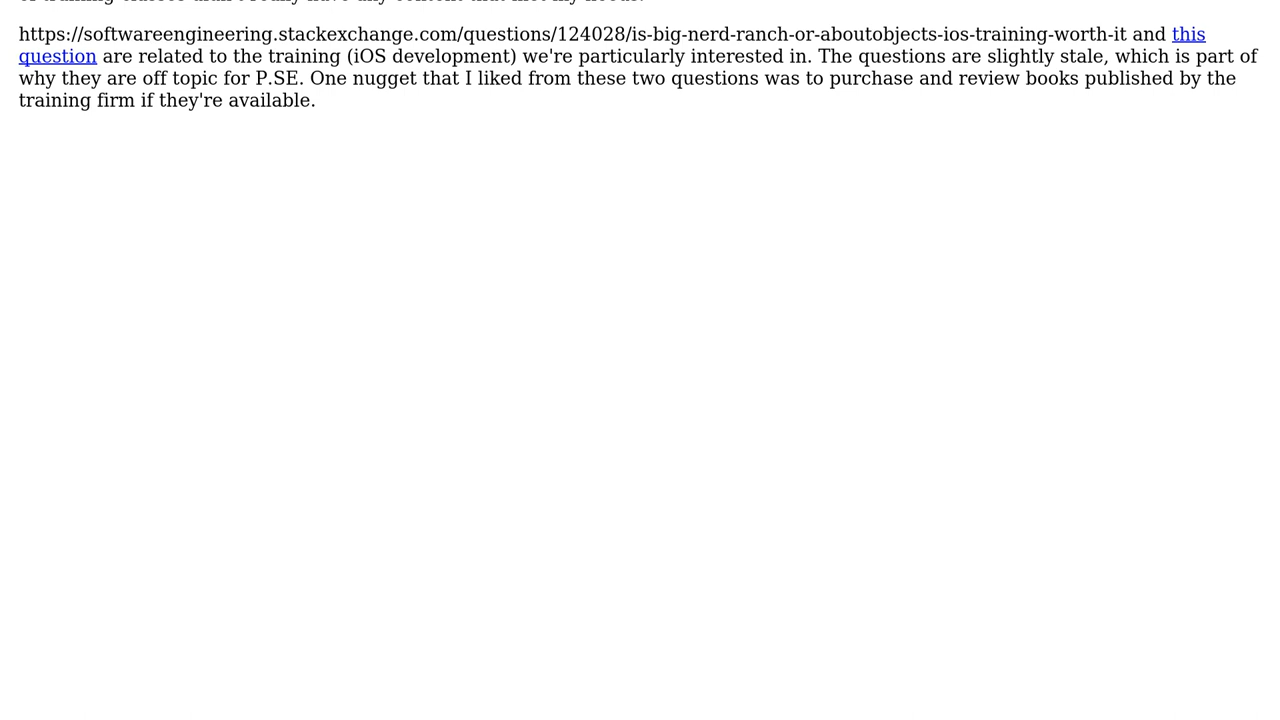 https://softwareengineering.stackexchange.com/questions/124028/is-big-nerd-ranch-or-aboutobjects-ios-training-worth-it and this
question are related to the training (iOS development) we're particularly interested in. The questions are slightly stale, which is part of
why they are off topic for P.SE. One nugget that I liked from these two questions was to purchase and review books published by the
training firm if they're available.